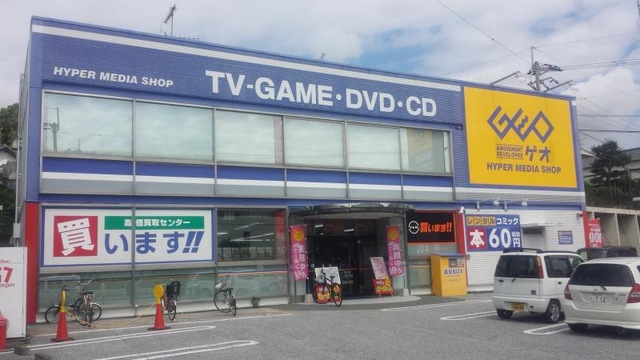 HYPER MEDIA SHOP
TV-GAME・DVD・CD
GEO
AMUSEMENT
DEVELOPER
ゲオ
HYPER MEDIA SHOP
高価買取センター
買います!!
買います!!
レンタルコミック
本60円